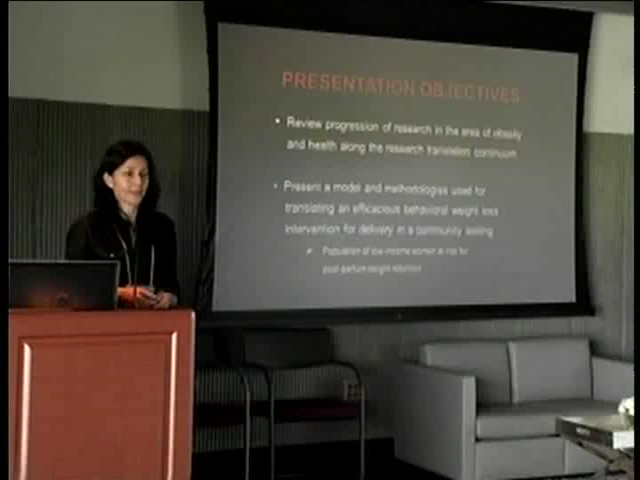 PRESENTATION OBJECTIVES
• Review progression of research in the area of obesity
and health along the research translation continuum
• Present a model and methodologies used for
translating an efficacious behavioral weight loss
intervention for delivery in a community setting
Population of low-income women at risk for
post-partum weight retention